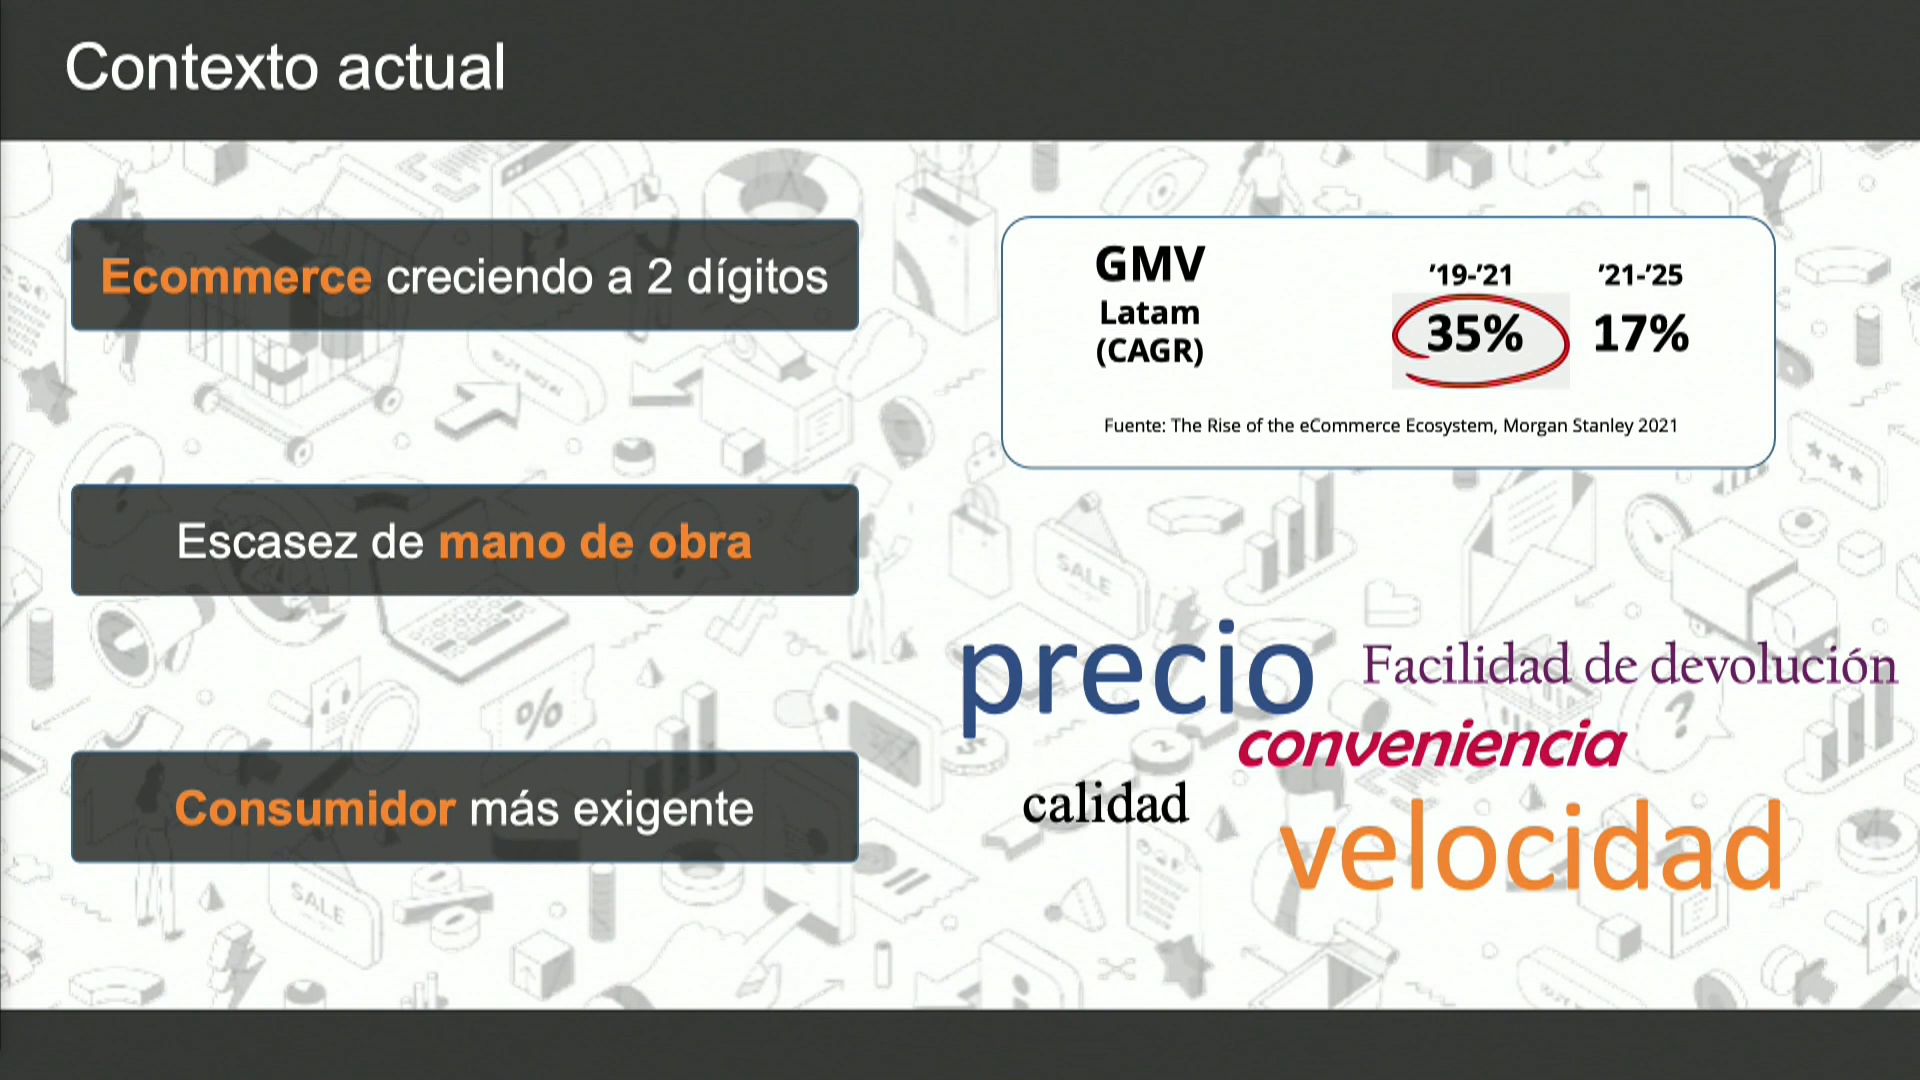 Contexto actual
Ecommerce creciendo a 2 dígitos
GMV
Latam
(CAGR)
'19-'21
'21-'25
35%
17%
Fuente: The Rise of the eCommerce Ecosystem, Morgan Stanley 2021
Escasez de mano de obra
Consumidor más exigente
precio
Facilidad de devolución
conveniencia
calidad
velocidad
SALE
%
SALE